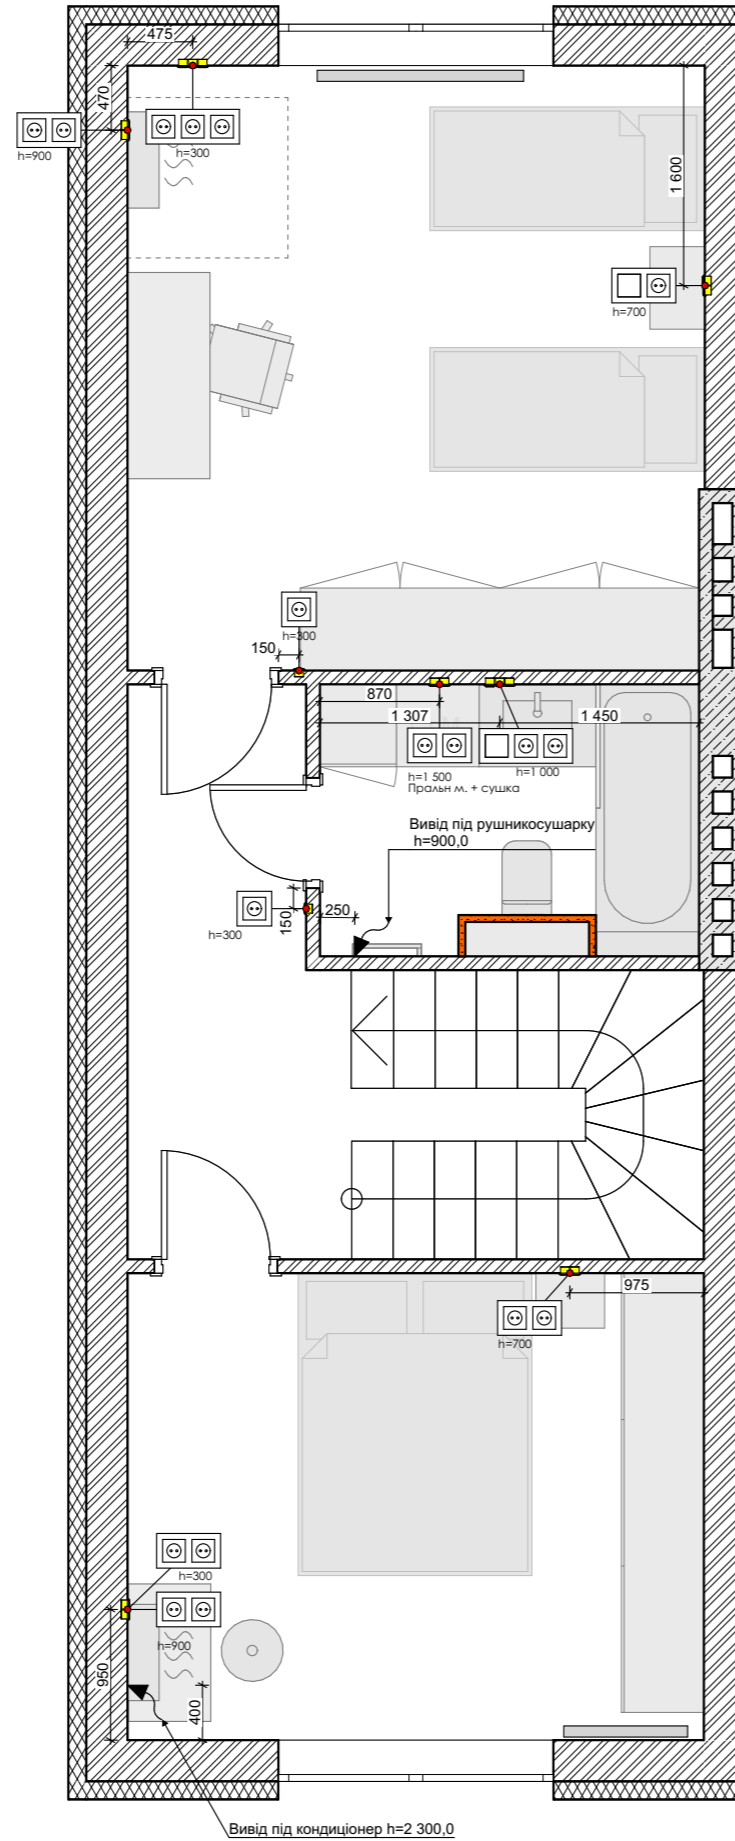 475
470
h=900
h=300
1 600
h=700
h=300
150
870
1 307
1 450
h=1 500
Пральн м. + сушка
h=1 000
Вивід під рушникосушарку
h=900,0
h=300
150
250
975
h=700
h=300
h=900
950
400
Вивід під кондиціонер h=2 300,0